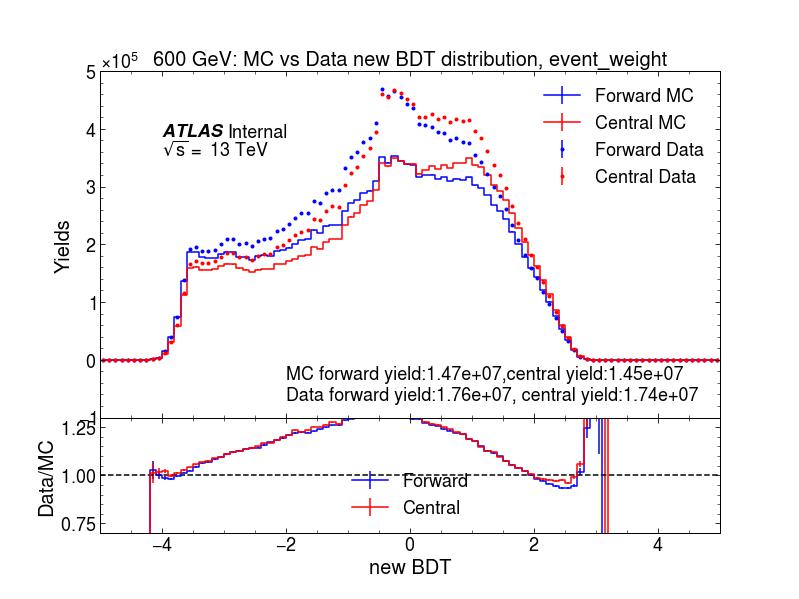 ×10⁵ 600 GeV: MC vs Data new BDT distribution, event_weight
5
4
3
2
1
0
1
Yields
ATLAS Internal
√s = 13 TeV
Forward MC
Central MC
Forward Data
Central Data
MC forward yield:1.47e+07,central yield:1.45e+07
Data forward yield:1.76e+07, central yield:1.74e+07
1.25
1.00
0.75
Data/MC
Forward
Central
−4 −2 0 2 4
new BDT